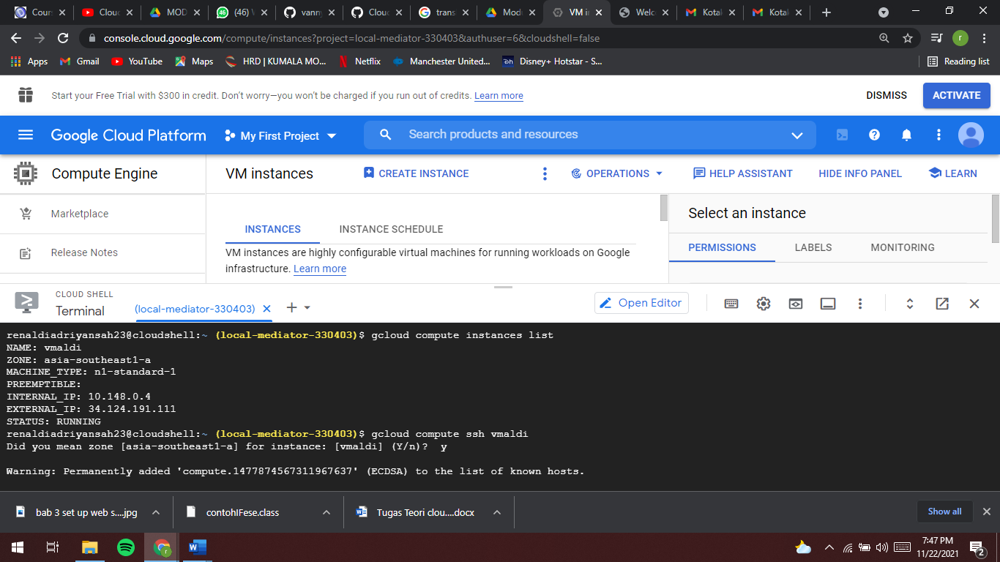 Cours
Cloud
MOD
(46) W
vanny
Cloud
trans
Modu
VM in
Welc
Kotak
Kotak
console.cloud.google.com/compute/instances?project=local-mediator-330403&authuser=6&cloudshell=false
r
Apps
Gmail
YouTube
Maps
HRD | KUMALA MO...
Netflix
Manchester United...
Disney+ Hotstar - S...
Reading list
Start your Free Trial with $300 in credit. Don't worry—you won't be charged if you run out of credits. Learn more
DISMISS
ACTIVATE
Google Cloud Platform
My First Project
Search products and resources
Compute Engine
VM instances
CREATE INSTANCE
OPERATIONS
HELP ASSISTANT
HIDE INFO PANEL
LEARN
Marketplace
Release Notes
INSTANCES
INSTANCE SCHEDULE
VM instances are highly configurable virtual machines for running workloads on Google
infrastructure. Learn more
Select an instance
PERMISSIONS
LABELS
MONITORING
CLOUD SHELL
Terminal
(local-mediator-330403)
Open Editor
renaldiadriyansah23@cloudshell:~ (local-mediator-330403)$ gcloud compute instances list
NAME: vmaldi
ZONE: asia-southeast1-a
MACHINE_TYPE: n1-standard-1
PREEMPTIBLE:
INTERNAL_IP: 10.148.0.4
EXTERNAL_IP: 34.124.191.111
STATUS: RUNNING
renaldiadriyansah23@cloudshell:~ (local-mediator-330403)$ gcloud compute ssh vmaldi
Did you mean zone [asia-southeast1-a] for instance: [vmaldi] (Y/n)?  y
Warning: Permanently added 'compute.1477874567311967637' (ECDSA) to the list of known hosts.
bab 3 set up web s....jpg
contohIFese.class
Tugas Teori clou....docx
Show all
7:47 PM
11/22/2021
2